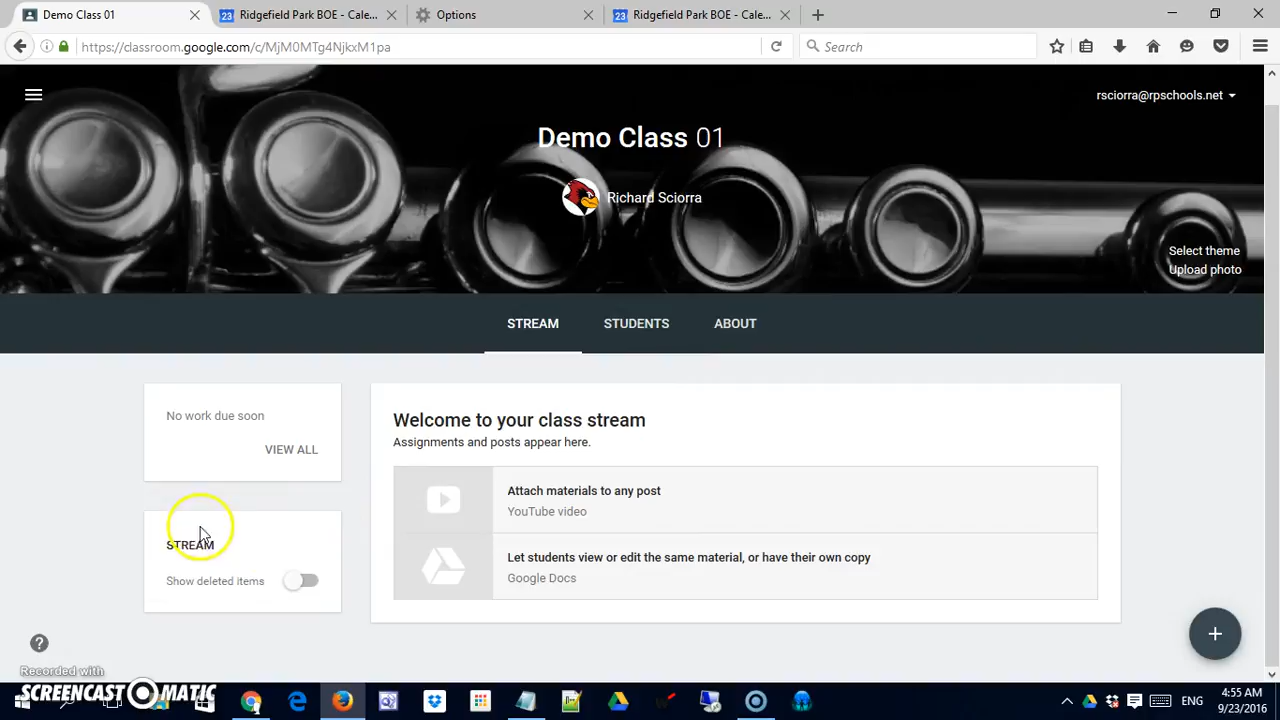 Demo Class 01
Ridgefield Park BOE - Cale...
Options
Ridgefield Park BOE - Cale...
https://classroom.google.com/c/MjM0MTg4NjkxM1pa
Search
rsciorra@rpschools.net
Demo Class 01
Richard Sciorra
Select theme
Upload photo
STREAM
STUDENTS
ABOUT
No work due soon
VIEW ALL
STREAM
Show deleted items
Welcome to your class stream
Assignments and posts appear here.
Attach materials to any post
YouTube video
Let students view or edit the same material, or have their own copy
Google Docs
Recorded with
SCREENCAST MATIC
ENG
4:55 AM
9/23/2016